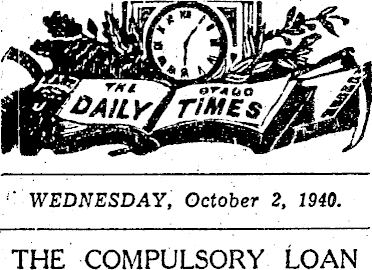 THE OTAGO
DAILY TIMES
WEDNESDAY, October 2, 1940.
THE COMPULSORY LOAN